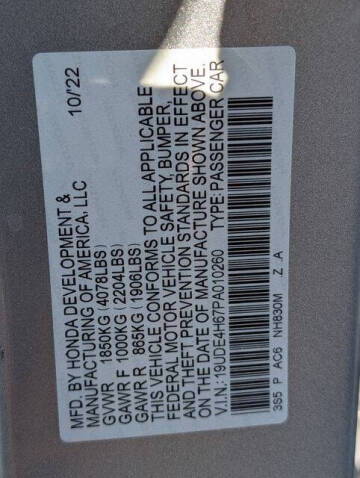 MFD. BY HONDA DEVELOPMENT & 10/'22
MANUFACTURING OF AMERICA, LLC
GVWR 1850KG (4078LBS)
GAWR F 1000KG (2204LBS)
GAWR R 865KG (1906LBS)
THIS VEHICLE CONFORMS TO ALL APPLICABLE
FEDERAL MOTOR VEHICLE SAFETY, BUMPER,
AND THEFT PREVENTION STANDARDS IN EFFECT
ON THE DATE OF MANUFACTURE SHOWN ABOVE.
V.I.N.: 19UDE4H67PA010260 TYPE: PASSENGER CAR
3S5 P AC6 NH830M Z .A